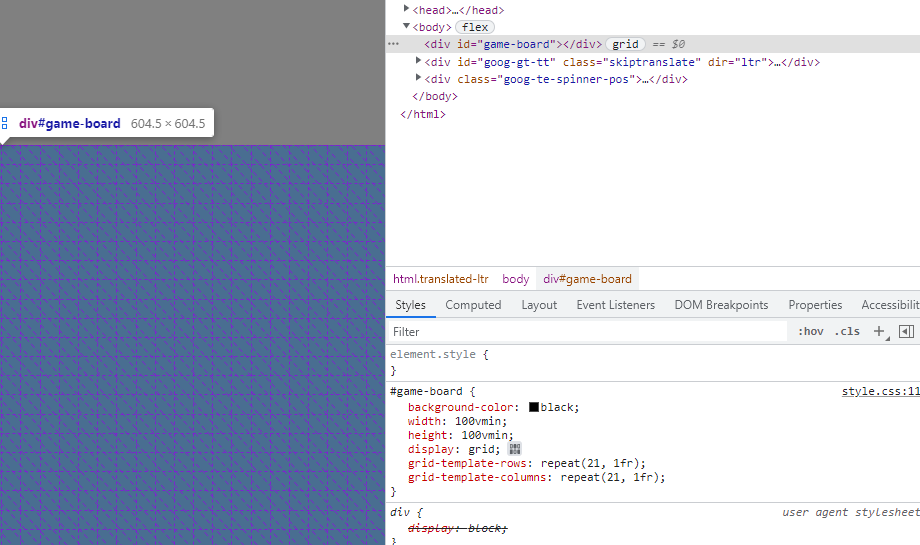 <head>…</head>
<body> flex
··· <div id="game-board"></div> grid == $0
<div id="goog-gt-tt" class="skiptranslate" dir="ltr">…</div>
<div class="goog-te-spinner-pos">…</div>
</body>
</html>
div#game-board 604.5 × 604.5
html.translated-ltr body div#game-board
Styles Computed Layout Event Listeners DOM Breakpoints Properties Accessibilit
Filter :hov .cls +
element.style {
}
#game-board { style.css:11
background-color: black;
width: 100vmin;
height: 100vmin;
display: grid;
grid-template-rows: repeat(21, 1fr);
grid-template-columns: repeat(21, 1fr);
}
div { user agent stylesheet
display: block;
}